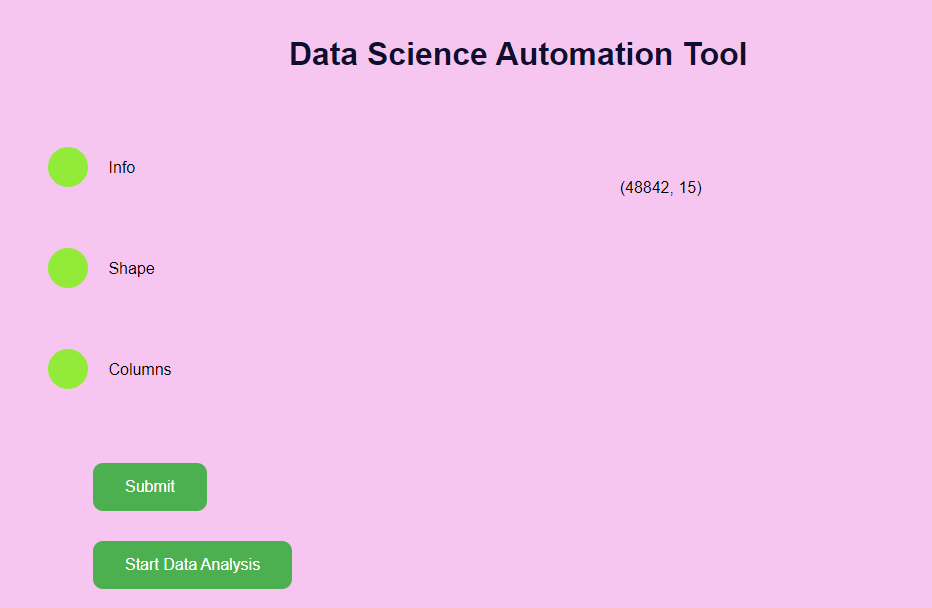 Data Science Automation Tool
Info
(48842, 15)
Shape
Columns
Submit
Start Data Analysis